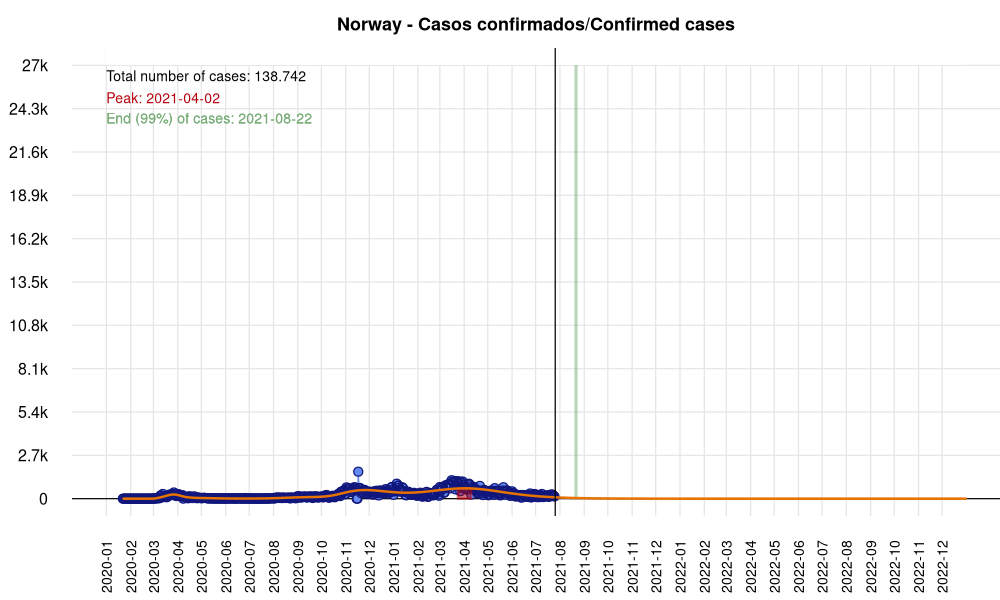 Norway - Casos confirmados/Confirmed cases
Total number of cases: 138.742
Peak: 2021-04-02
End (99%) of cases: 2021-08-22
27k
24.3k
21.6k
18.9k
16.2k
13.5k
10.8k
8.1k
5.4k
2.7k
0
2020-01
2020-02
2020-03
2020-04
2020-05
2020-06
2020-07
2020-08
2020-09
2020-10
2020-11
2020-12
2021-01
2021-02
2021-03
2021-04
2021-05
2021-06
2021-07
2021-08
2021-09
2021-10
2021-11
2021-12
2022-01
2022-02
2022-03
2022-04
2022-05
2022-06
2022-07
2022-08
2022-09
2022-10
2022-11
2022-12